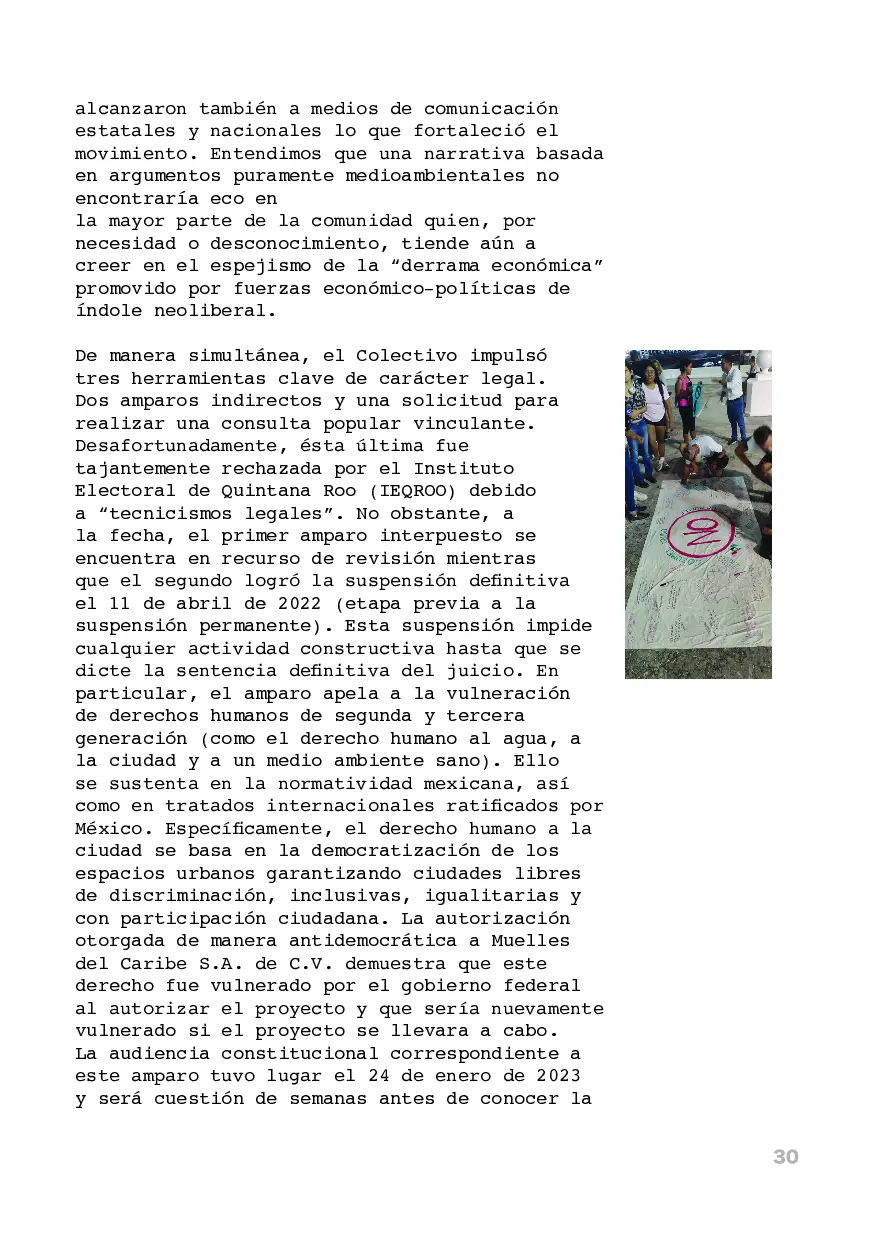 alcanzaron también a medios de comunicación
estatales y nacionales lo que fortaleció el
movimiento. Entendimos que una narrativa basada
en argumentos puramente medioambientales no
encontraría eco en
la mayor parte de la comunidad quien, por
necesidad o desconocimiento, tiende aún a
creer en el espejismo de la “derrama económica”
promovido por fuerzas económico-políticas de
índole neoliberal.
De manera simultánea, el Colectivo impulsó
tres herramientas clave de carácter legal.
Dos amparos indirectos y una solicitud para
realizar una consulta popular vinculante.
Desafortunadamente, ésta última fue
tajantemente rechazada por el Instituto
Electoral de Quintana Roo (IEQROO) debido
a “tecnicismos legales”. No obstante, a
la fecha, el primer amparo interpuesto se
encuentra en recurso de revisión mientras
que el segundo logró la suspensión definitiva
el 11 de abril de 2022 (etapa previa a la
suspensión permanente). Esta suspensión impide
cualquier actividad constructiva hasta que se
dicte la sentencia definitiva del juicio. En
particular, el amparo apela a la vulneración
de derechos humanos de segunda y tercera
generación (como el derecho humano al agua, a
la ciudad y a un medio ambiente sano). Ello
se sustenta en la normatividad mexicana, así
como en tratados internacionales ratificados por
México. Específicamente, el derecho humano a la
ciudad se basa en la democratización de los
espacios urbanos garantizando ciudades libres
de discriminación, inclusivas, igualitarias y
con participación ciudadana. La autorización
otorgada de manera antidemocrática a Muelles
del Caribe S.A. de C.V. demuestra que este
derecho fue vulnerado por el gobierno federal
al autorizar el proyecto y que sería nuevamente
vulnerado si el proyecto se llevara a cabo.
La audiencia constitucional correspondiente a
este amparo tuvo lugar el 24 de enero de 2023
y será cuestión de semanas antes de conocer la
NO
30